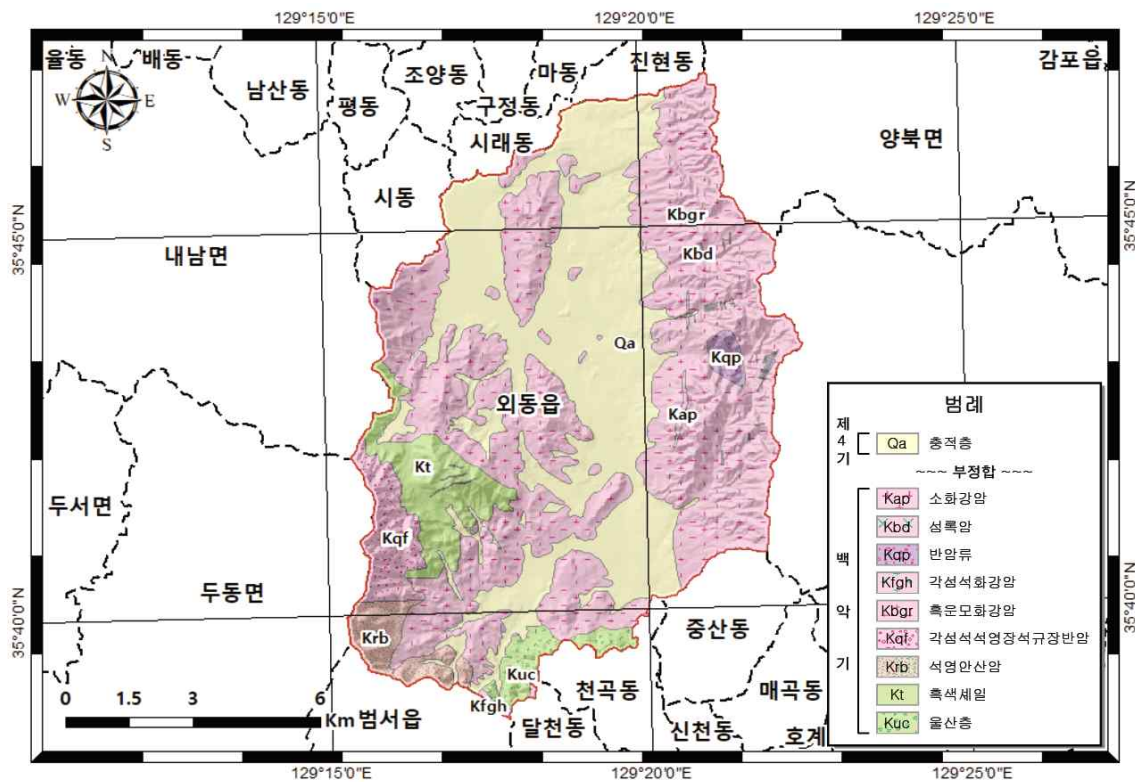 129°15'0"E
129°20'0"E
129°25'0"E
율동
배동
조양동
마동
진현동
감포읍
남산동
평동
구정동
시래동
양북면
시동
N
W
E
S
35°45'0"N
35°45'0"N
내남면
Kbgr
Kbd
Qa
Kqp
외동읍
Kap
Kt
두서면
Kqf
두동면
35°40'0"N
35°40'0"N
Krb
중산동
Kuc
천곡동
매곡동
Kfgh
범서읍
달천동
신천동
호계
0 1.5 3 6
Km
범례
제4기
Qa 충적층
~~~ 부정합 ~~~
백악기
Kap 소화강암
Kbd 섬록암
Kqp 반암류
Kfgh 각섬석화강암
Kbgr 흑운모화강암
Kqf 각섬석석영장석규장반암
Krb 석영안산암
Kt 흑색셰일
Kuc 울산층
129°15'0"E
129°20'0"E
129°25'0"E